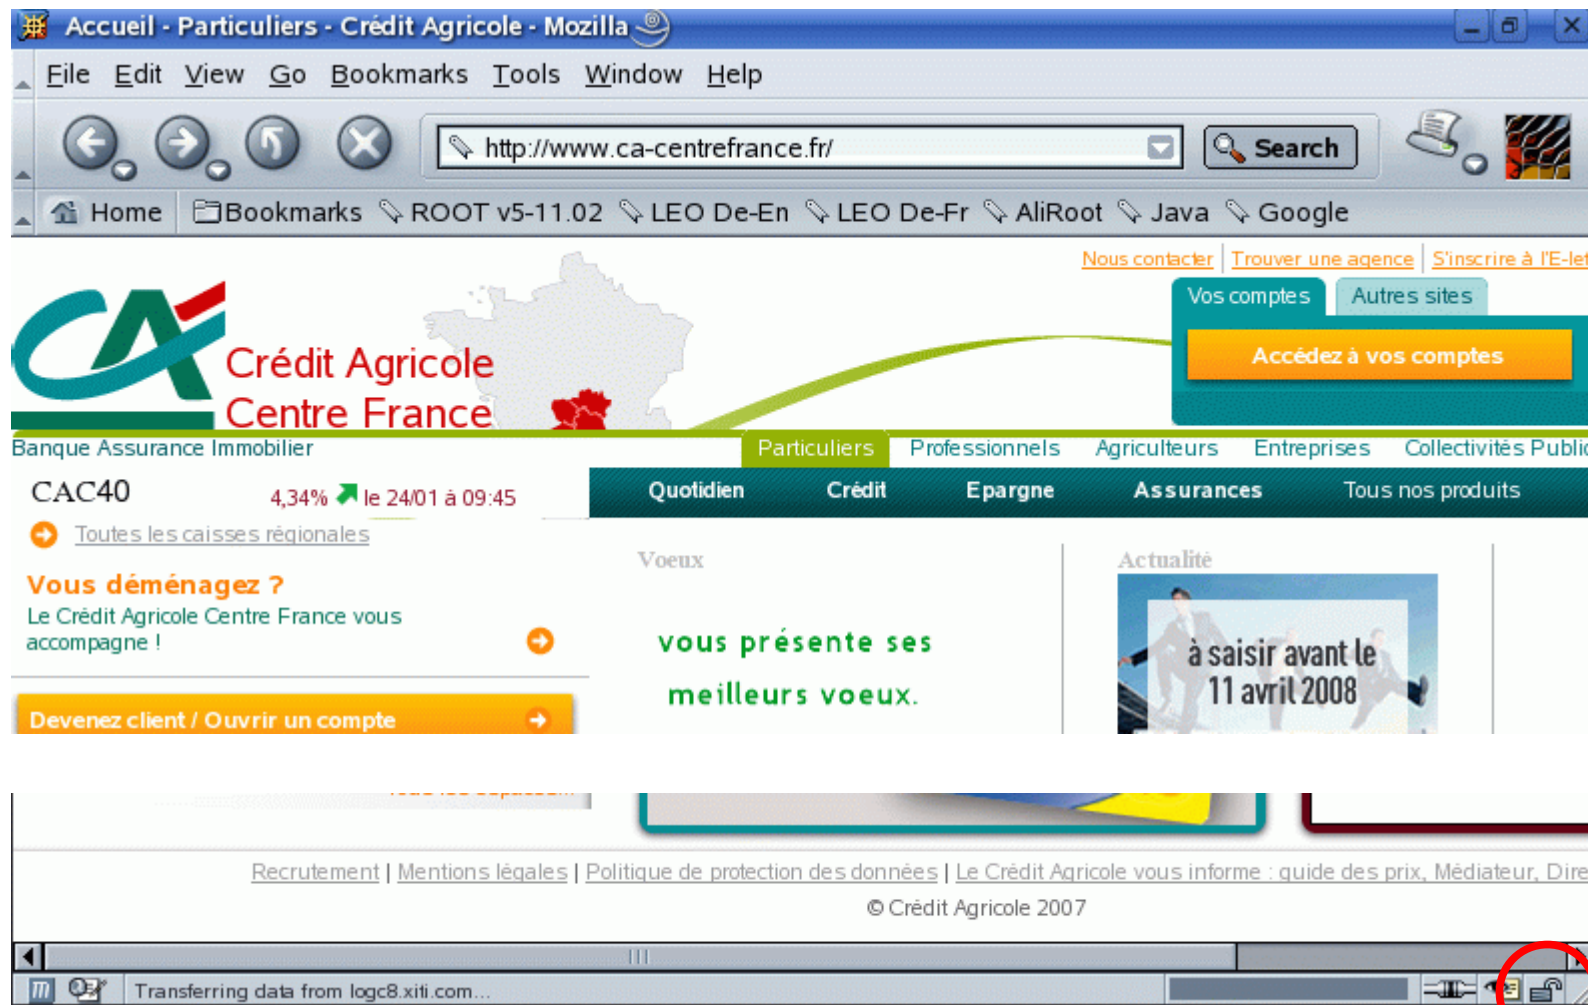 Accueil - Particuliers - Crédit Agricole - Mozilla
File Edit View Go Bookmarks Tools Window Help
http://www.ca-centrefrance.fr/ Search
Home Bookmarks ROOT v5-11.02 LEO De-En LEO De-Fr AliRoot Java Google
Nous contacter Trouver une agence S'inscrire à l'E-let
Vos comptes Autres sites
Accédez à vos comptes
Crédit Agricole
Centre France
Banque Assurance Immobilier
Particuliers Professionnels Agriculteurs Entreprises Collectivités Public
CAC40 4,34% le 24/01 à 09:45
Quotidien Crédit Epargne Assurances Tous nos produits
Toutes les caisses régionales
Vous déménagez ?
Le Crédit Agricole Centre France vous
accompagne !
Devenez client / Ouvrir un compte
Voeux
vous présente ses
meilleurs voeux.
Actualité
à saisir avant le
11 avril 2008
Recrutement | Mentions légales | Politique de protection des données | Le Crédit Agricole vous informe : guide des prix, Médiateur, Dire
© Crédit Agricole 2007
Transferring data from logc8.xiti.com...